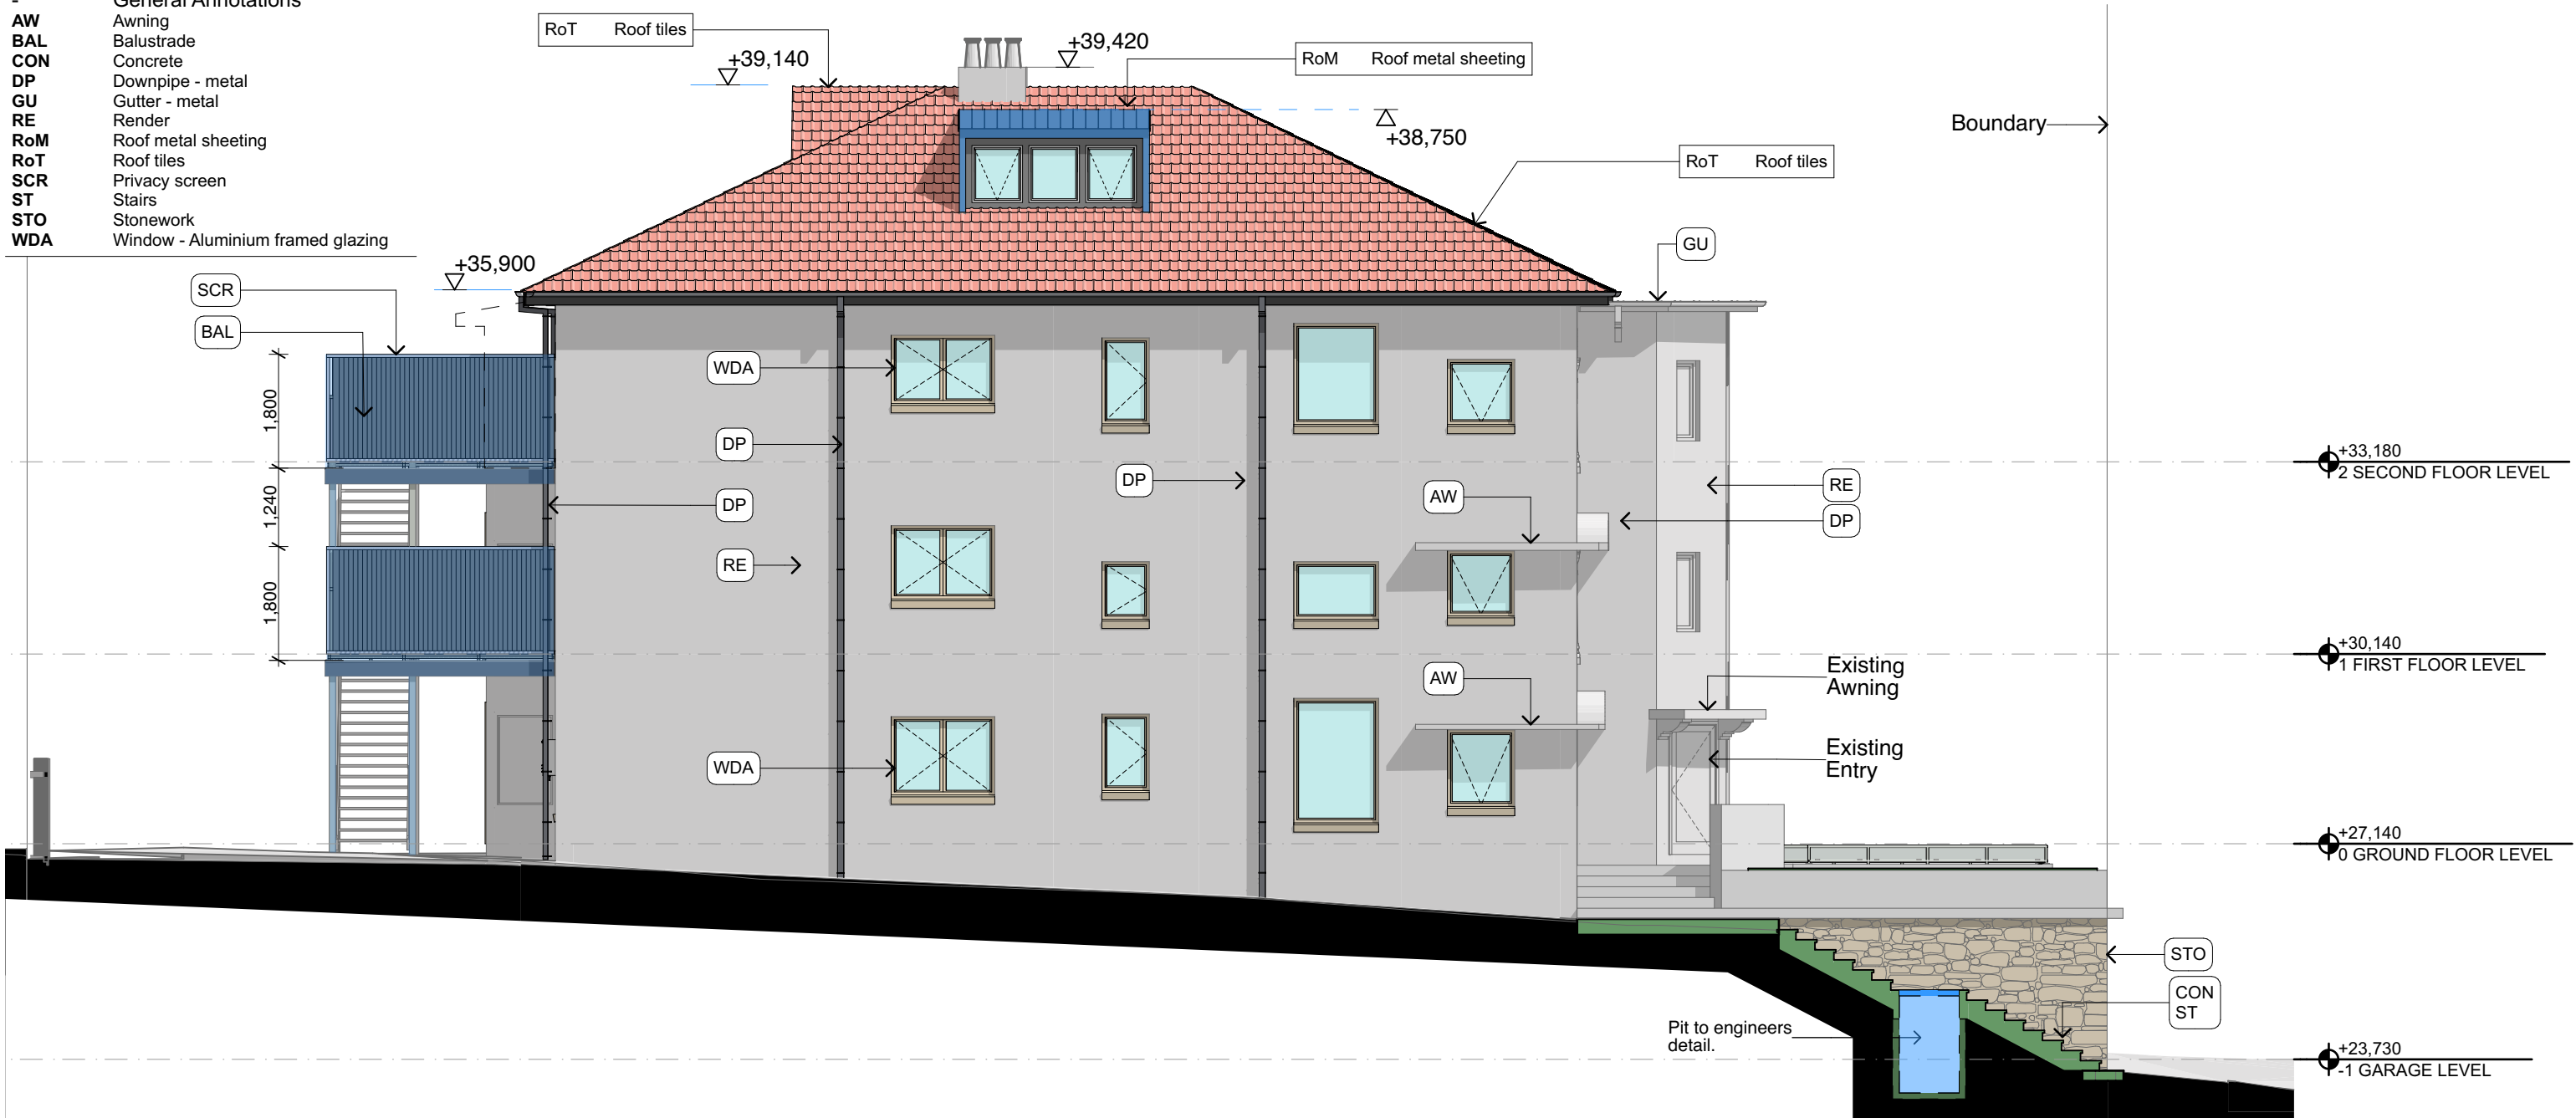 - General Annotations
AW Awning
BAL Balustrade
CON Concrete
DP Downpipe - metal
GU Gutter - metal
RE Render
RoM Roof metal sheeting
RoT Roof tiles
SCR Privacy screen
ST Stairs
STO Stonework
WDA Window - Aluminium framed glazing
RoT Roof tiles
+39,140
+39,420
RoM Roof metal sheeting
+38,750
Boundary
RoT Roof tiles
GU
+35,900
SCR
BAL
1,800
1,240
1,800
WDA
DP
DP
DP
RE
WDA
AW
AW
RE
DP
Existing
Awning
Existing
Entry
+33,180
2 SECOND FLOOR LEVEL
+30,140
1 FIRST FLOOR LEVEL
+27,140
0 GROUND FLOOR LEVEL
STO
CON
ST
Pit to engineers
detail.
+23,730
-1 GARAGE LEVEL